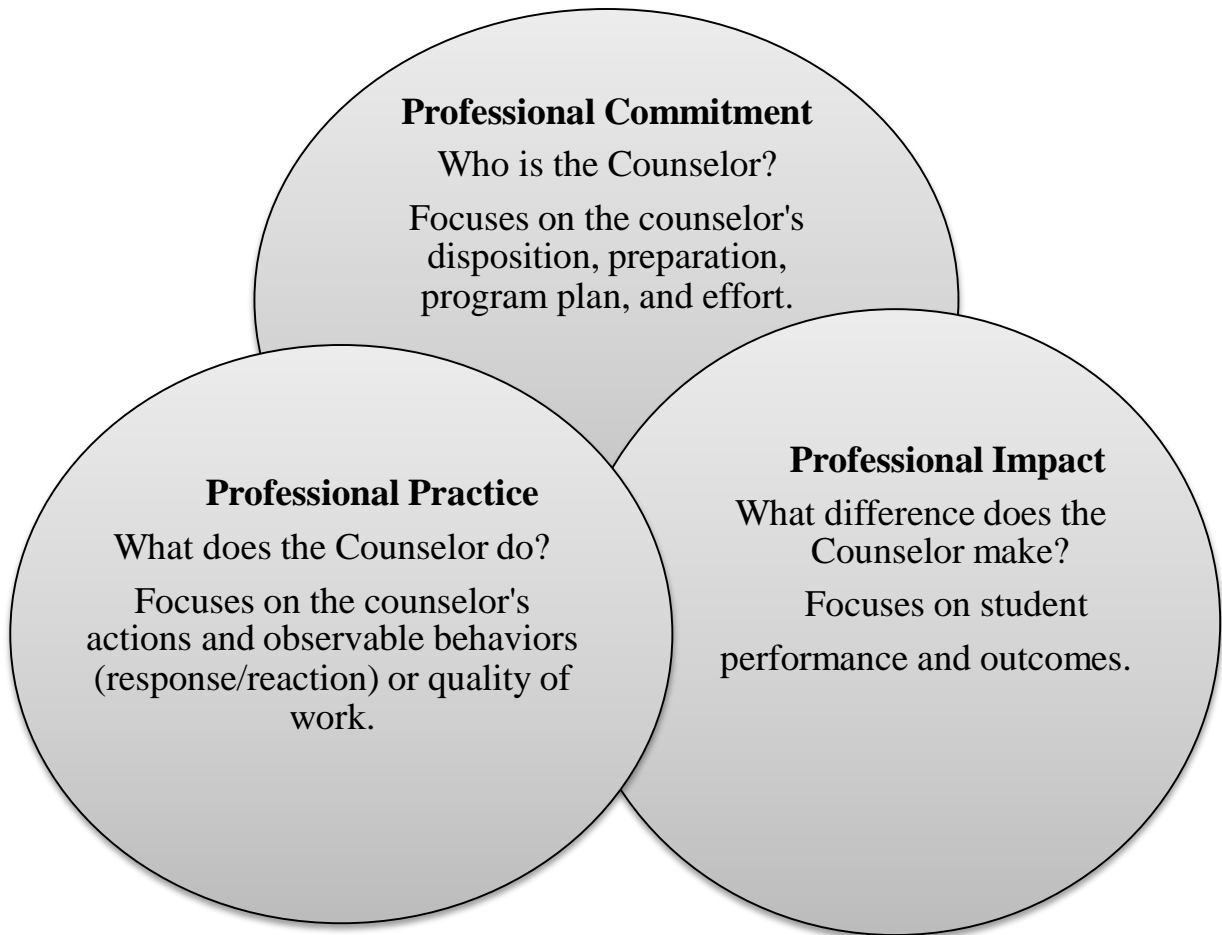 Professional Commitment
Who is the Counselor?
Focuses on the counselor's
disposition, preparation,
program plan, and effort.
Professional Practice
What does the Counselor do?
Focuses on the counselor's
actions and observable behaviors
(response/reaction) or quality of
work.
Professional Impact
What difference does the
Counselor make?
Focuses on student
performance and outcomes.